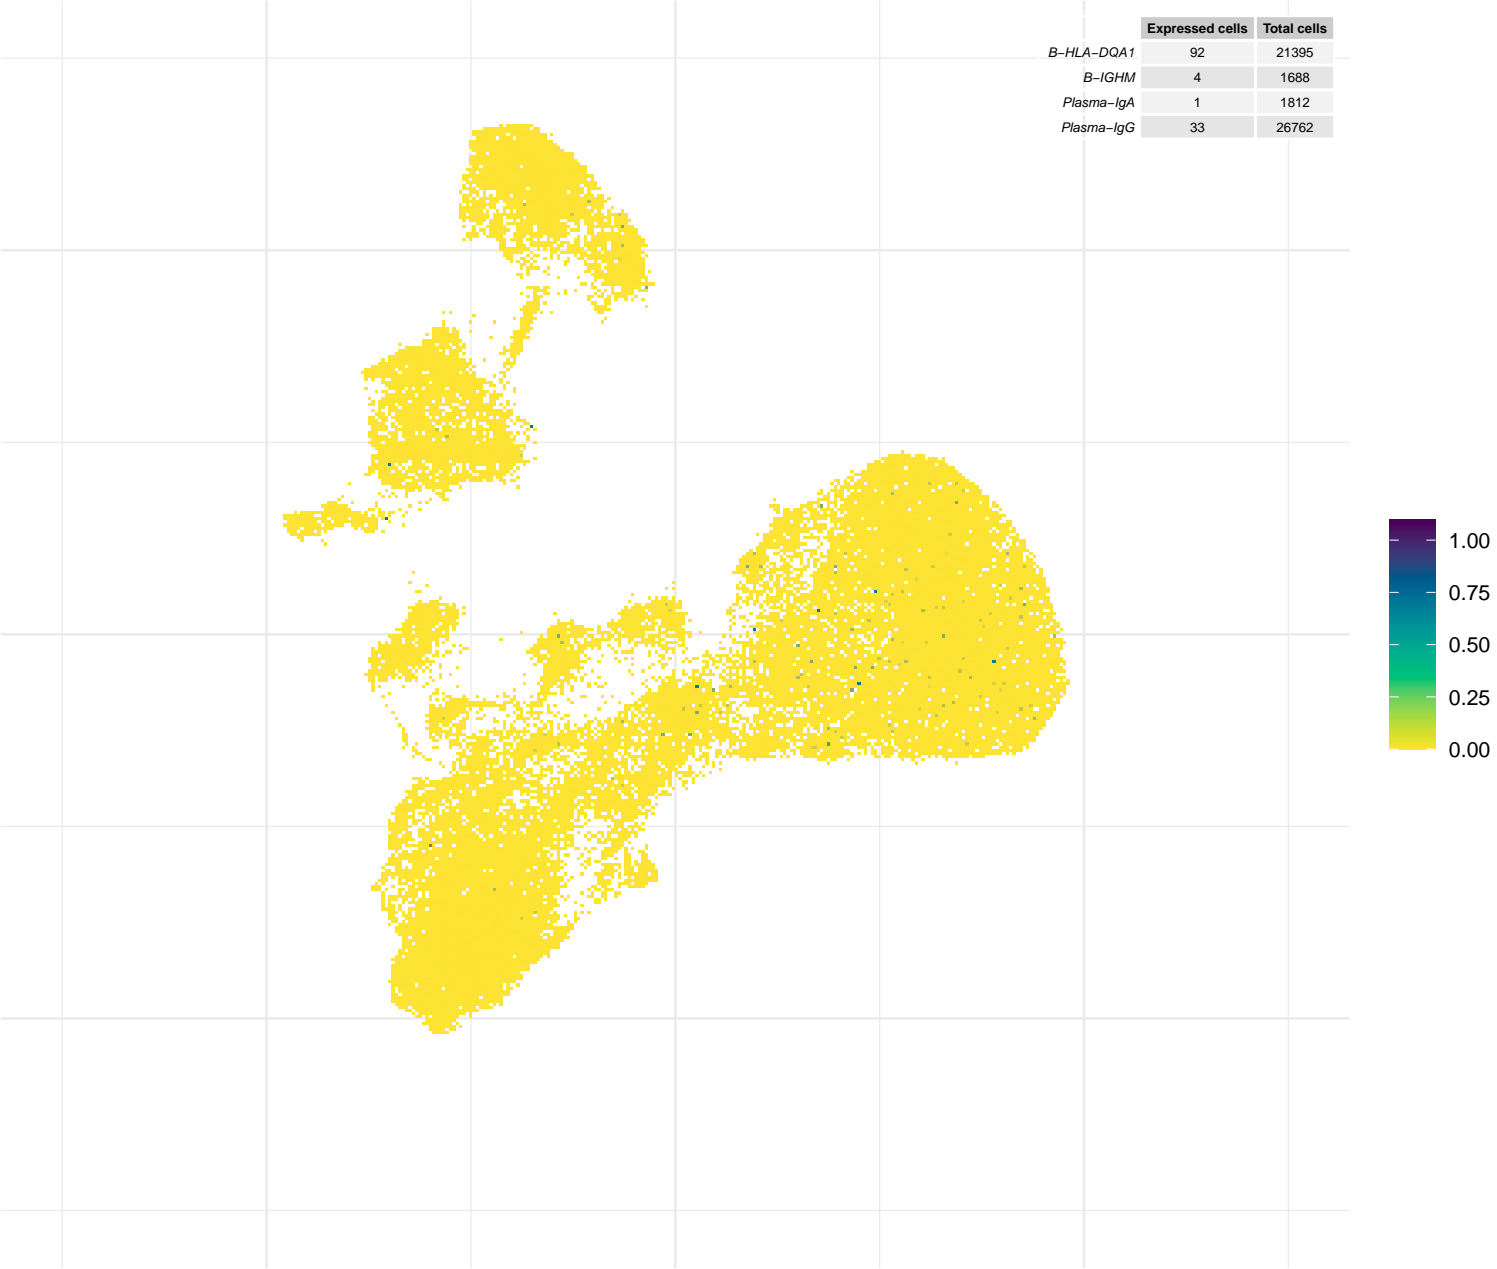 Expressed cells Total cells
B−HLA−DQA1 92 21395
B−IGHM 4 1688
Plasma−IgA 1 1812
Plasma−IgG 33 26762
1.00
0.75
0.50
0.25
0.00